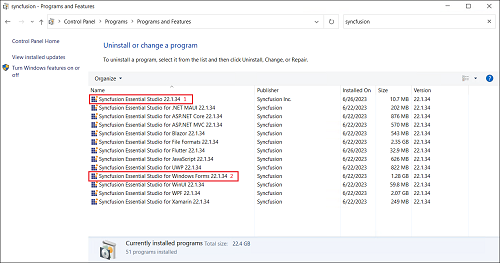 syncfusion - Programs and Features
Control Panel > Programs > Programs and Features
syncfusion
Control Panel Home
View installed updates
Turn Windows features on or off
Uninstall or change a program
To uninstall a program, select it from the list and then click Uninstall, Change, or Repair.
Organize
Name Publisher Installed On Size Version
Syncfusion Essential Studio 22.1.34 1 Syncfusion Inc. 6/26/2023 10.7 MB 22.1.34
Syncfusion Essential Studio for .NET MAUI 22.1.34 Syncfusion 6/22/2023 202 MB 22.1.34
Syncfusion Essential Studio for ASP.NET Core 22.1.34 Syncfusion 6/22/2023 876 MB 22.1.34
Syncfusion Essential Studio for ASP.NET MVC 22.1.34 Syncfusion 6/22/2023 570 MB 22.1.34
Syncfusion Essential Studio for Blazor 22.1.34 Syncfusion 6/22/2023 543 MB 22.1.34
Syncfusion Essential Studio for File Formats 22.1.34 Syncfusion 6/22/2023 2.35 GB 22.1.34
Syncfusion Essential Studio for Flutter 22.1.34 Syncfusion 6/26/2023 32.9 MB 22.1.34
Syncfusion Essential Studio for JavaScript 22.1.34 Syncfusion 6/22/2023 626 MB 22.1.34
Syncfusion Essential Studio for UWP 22.1.34 Syncfusion 6/22/2023 822 MB 22.1.34
Syncfusion Essential Studio for Windows Forms 22.1.34 2 Syncfusion 6/22/2023 1.28 GB 22.1.34
Syncfusion Essential Studio for WinUI 22.1.34 Syncfusion 6/22/2023 59.8 MB 22.1.34
Syncfusion Essential Studio for WPF 22.1.34 Syncfusion 6/22/2023 2.07 GB 22.1.34
Syncfusion Essential Studio for Xamarin 22.1.34 Syncfusion 6/22/2023 249 MB 22.1.34
Currently installed programs Total size: 22.4 GB
51 programs installed